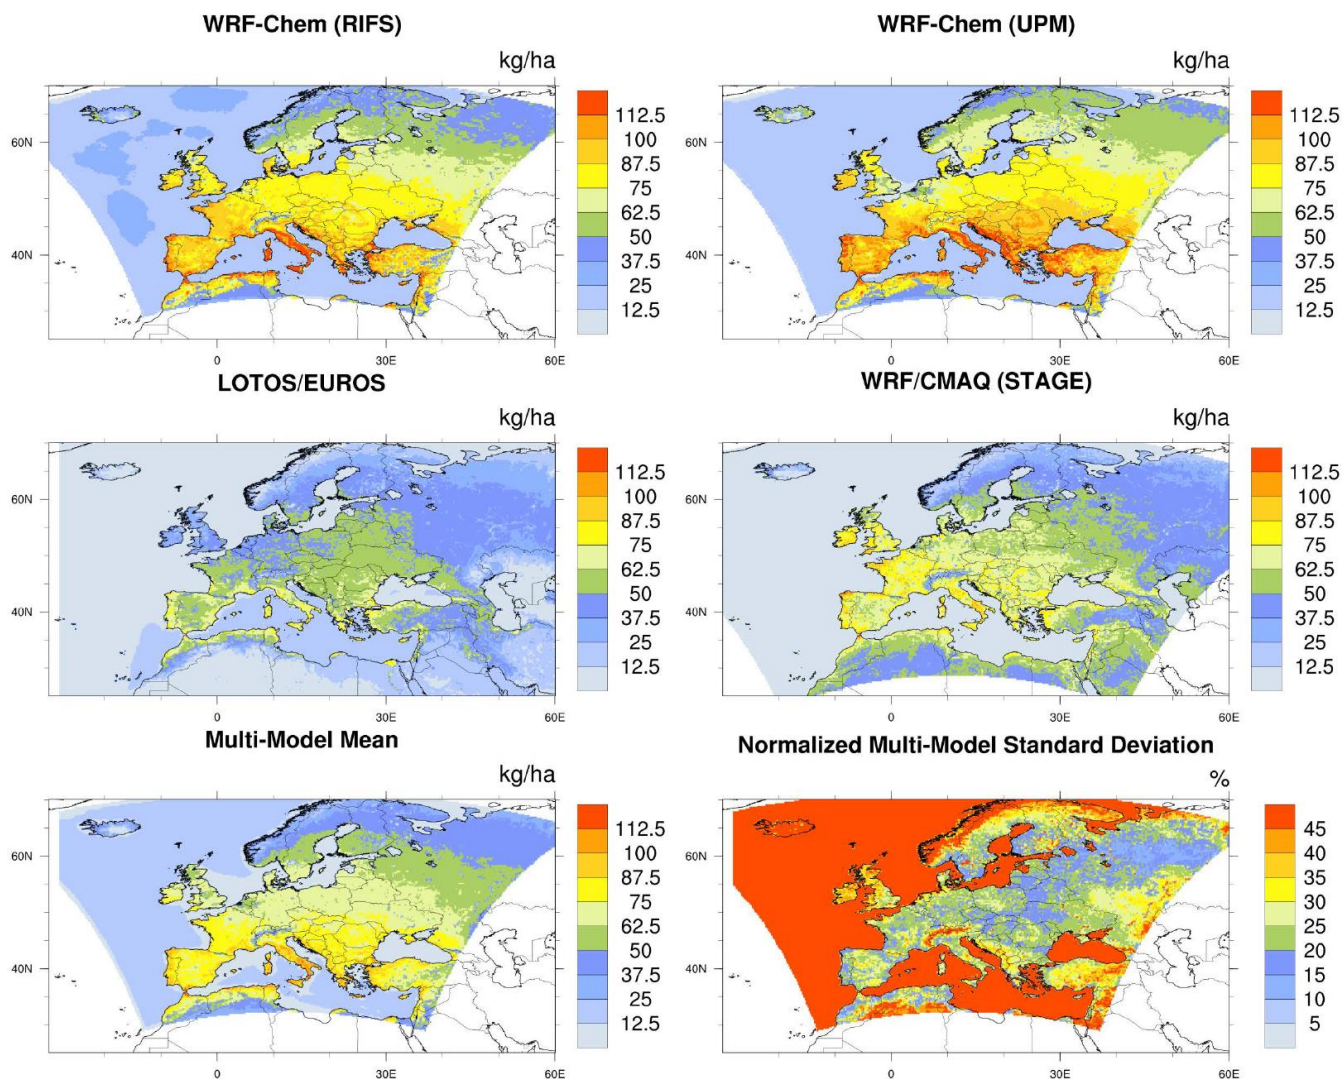 WRF-Chem (RIFS)
kg/ha
60N
40N
0
30E
60E
112.5
100
87.5
75
62.5
50
37.5
25
12.5
WRF-Chem (UPM)
kg/ha
60N
40N
0
30E
60E
112.5
100
87.5
75
62.5
50
37.5
25
12.5
LOTOS/EUROS
kg/ha
60N
40N
0
30E
60E
112.5
100
87.5
75
62.5
50
37.5
25
12.5
WRF/CMAQ (STAGE)
kg/ha
60N
40N
0
30E
60E
112.5
100
87.5
75
62.5
50
37.5
25
12.5
Multi-Model Mean
kg/ha
60N
40N
0
30E
60E
112.5
100
87.5
75
62.5
50
37.5
25
12.5
Normalized Multi-Model Standard Deviation
%
60N
40N
0
30E
60E
45
40
35
30
25
20
15
10
5